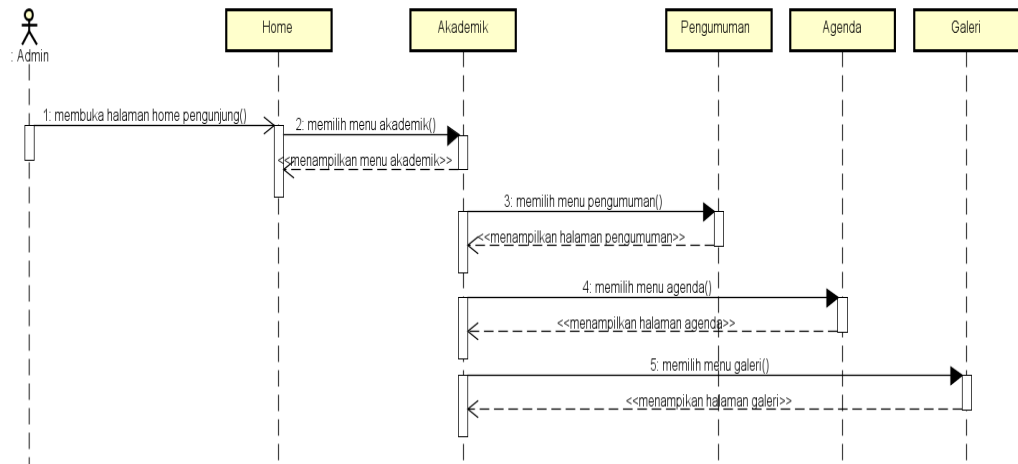 Home
Akademik
Pengumuman
Agenda
Galeri
: Admin
1: membuka halaman home pengunjung()
2: memilih menu akademik()
<<menampilkan menu akademik>>
3: memilih menu pengumuman()
<<menampilkan halaman pengumuman>>
4: memilih menu agenda()
<<menampilkan halaman agenda>>
5: memilih menu galeri()
<<menampikan halaman galeri>>